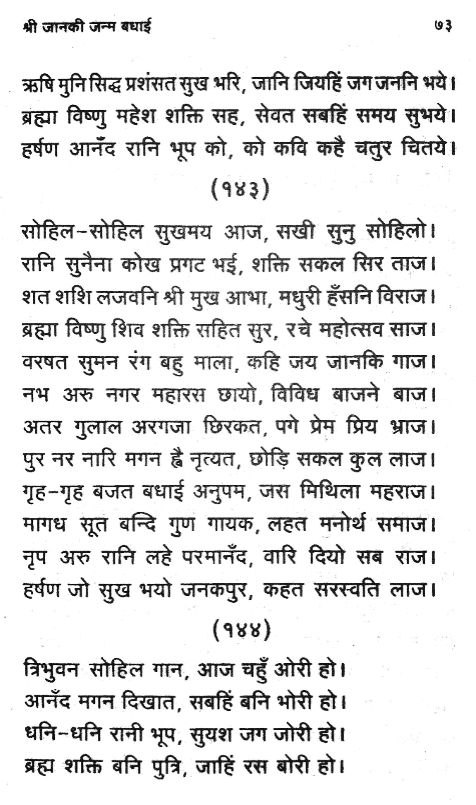 श्री जानकी जन्म बधाई ७३
ऋषि मुनि सिद्ध प्रशंसत सुख भरि, जानि जियहिं जग जननि भये।
ब्रह्मा विष्णु महेश शक्ति सह, सेवत सबहिं समय सुभये।
हर्षण आनँद रानि भूप को, को कवि कहै चतुर चितये।
(१४३)
सोहिल-सोहिल सुखमय आज, सखी सुनु सोहिलो।
रानि सुनैना कोख प्रगट भई, शक्ति सकल सिर ताज।
शत शशि लजवनि श्री मुख आभा, मधुरी हँसनि विराज।
ब्रह्मा विष्णु शिव शक्ति सहित सुर, रचे महोत्सव साज।
वरषत सुमन रंग बहु माला, कहि जय जानकि गाज।
नभ अरु नगर महारस छायो, विविध बाजने बाज।
अतर गुलाल अरगजा छिरकत, पगे प्रेम प्रिय भ्राज।
पुर नर नारि मगन ह्वै नृत्यत, छोड़ि सकल कुल लाज।
गृह-गृह बजत बधाई अनुपम, जस मिथिला महराज।
मागध सूत बन्दि गुण गायक, लहत मनोर्थ समाज।
नृप अरु रानि लहे परमानँद, वारि दियो सब राज।
हर्षण जो सुख भयो जनकपुर, कहत सरस्वति लाज।
(१४४)
त्रिभुवन सोहिल गान, आज चहुँ ओरी हो।
आनँद मगन दिखात, सबहिं बनि भोरी हो।
धनि-धनि रानी भूप, सुयश जग जोरी हो।
ब्रह्म शक्ति बनि पुत्रि, जाहिं रस बोरी हो।